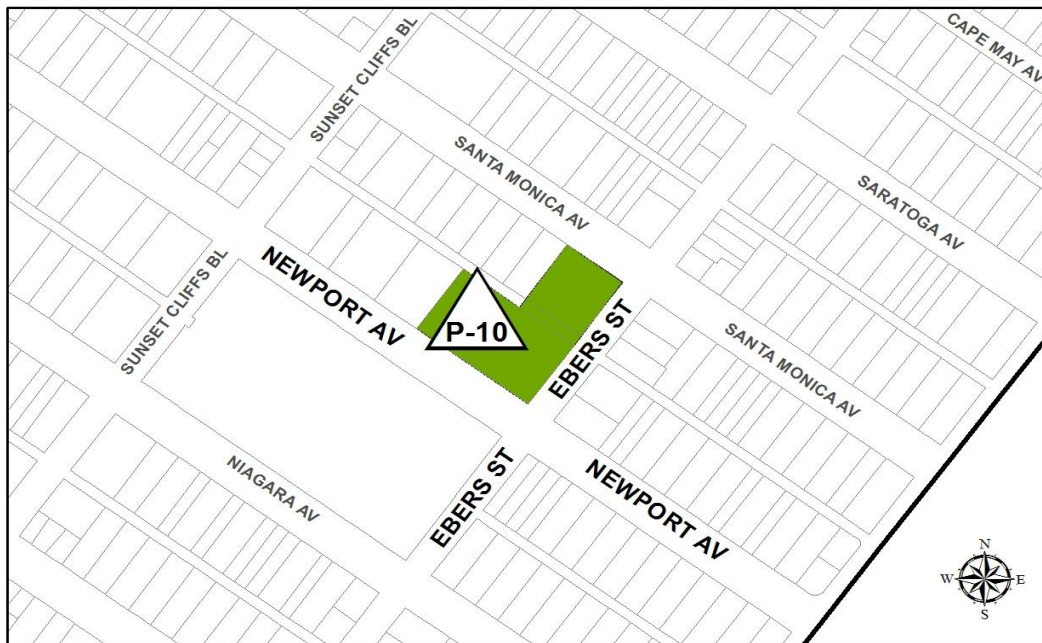 CAPE MAY AV
SUNSET CLIFFS BL
SANTA MONICA AV
SARATOGA AV
NEWPORT AV
SUNSET CLIFFS BL
P-10
EBERS ST
SANTA MONICA AV
NIAGARA AV
EBERS ST
NEWPORT AV
N
W
E
S